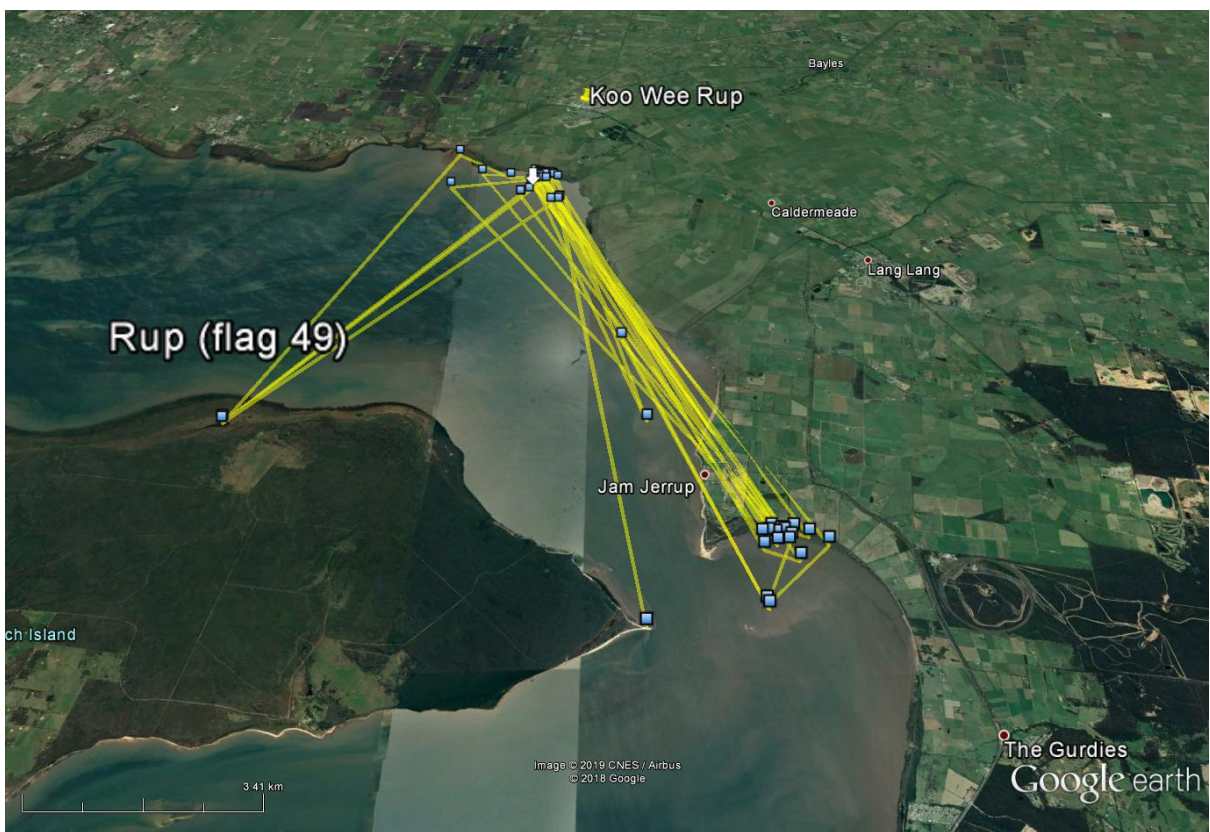 Bayles
Koo Wee Rup
Caldermeade
Lang Lang
Rup (flag 49)
Jam Jerrup
ch Island
The Gurdies
Image © 2019 CNES / Airbus
© 2018 Google
Google earth
3.41 km